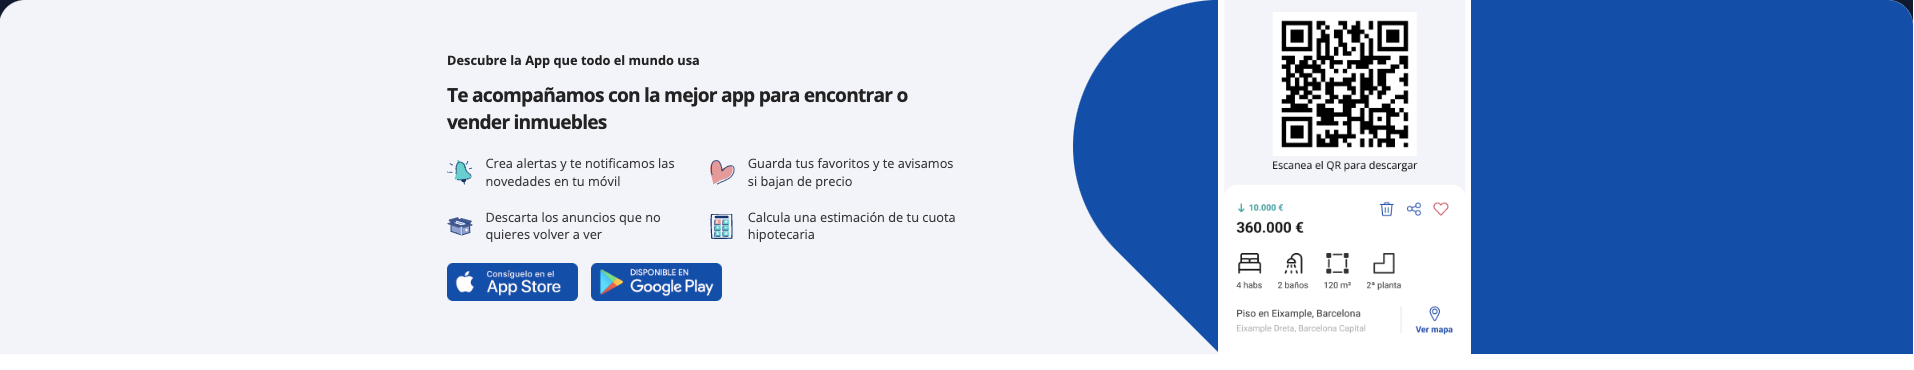 Descubre la App que todo el mundo usa
Te acompañamos con la mejor app para encontrar o
vender inmuebles
Crea alertas y te notificamos las
novedades en tu móvil
Guarda tus favoritos y te avisamos
si bajan de precio
Descarta los anuncios que no
quieres volver a ver
Calcula una estimación de tu cuota
hipotecaria
Consíguelo en el
App Store
DISPONIBLE EN
Google Play
Escanea el QR para descargar
10.000 €
360.000 €
4 habs
2 baños
120 m²
2ª planta
Piso en Eixample, Barcelona
Eixample Dreta, Barcelona Capital
Ver mapa